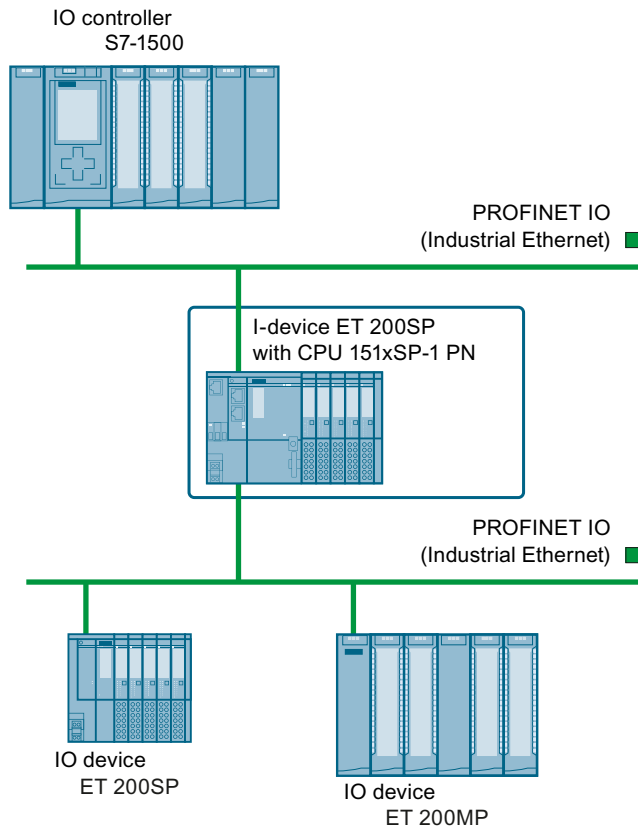 IO controller
S7-1500
PROFINET IO
(Industrial Ethernet)
I-device ET 200SP
with CPU 151xSP-1 PN
PROFINET IO
(Industrial Ethernet)
IO device
ET 200SP
IO device
ET 200MP